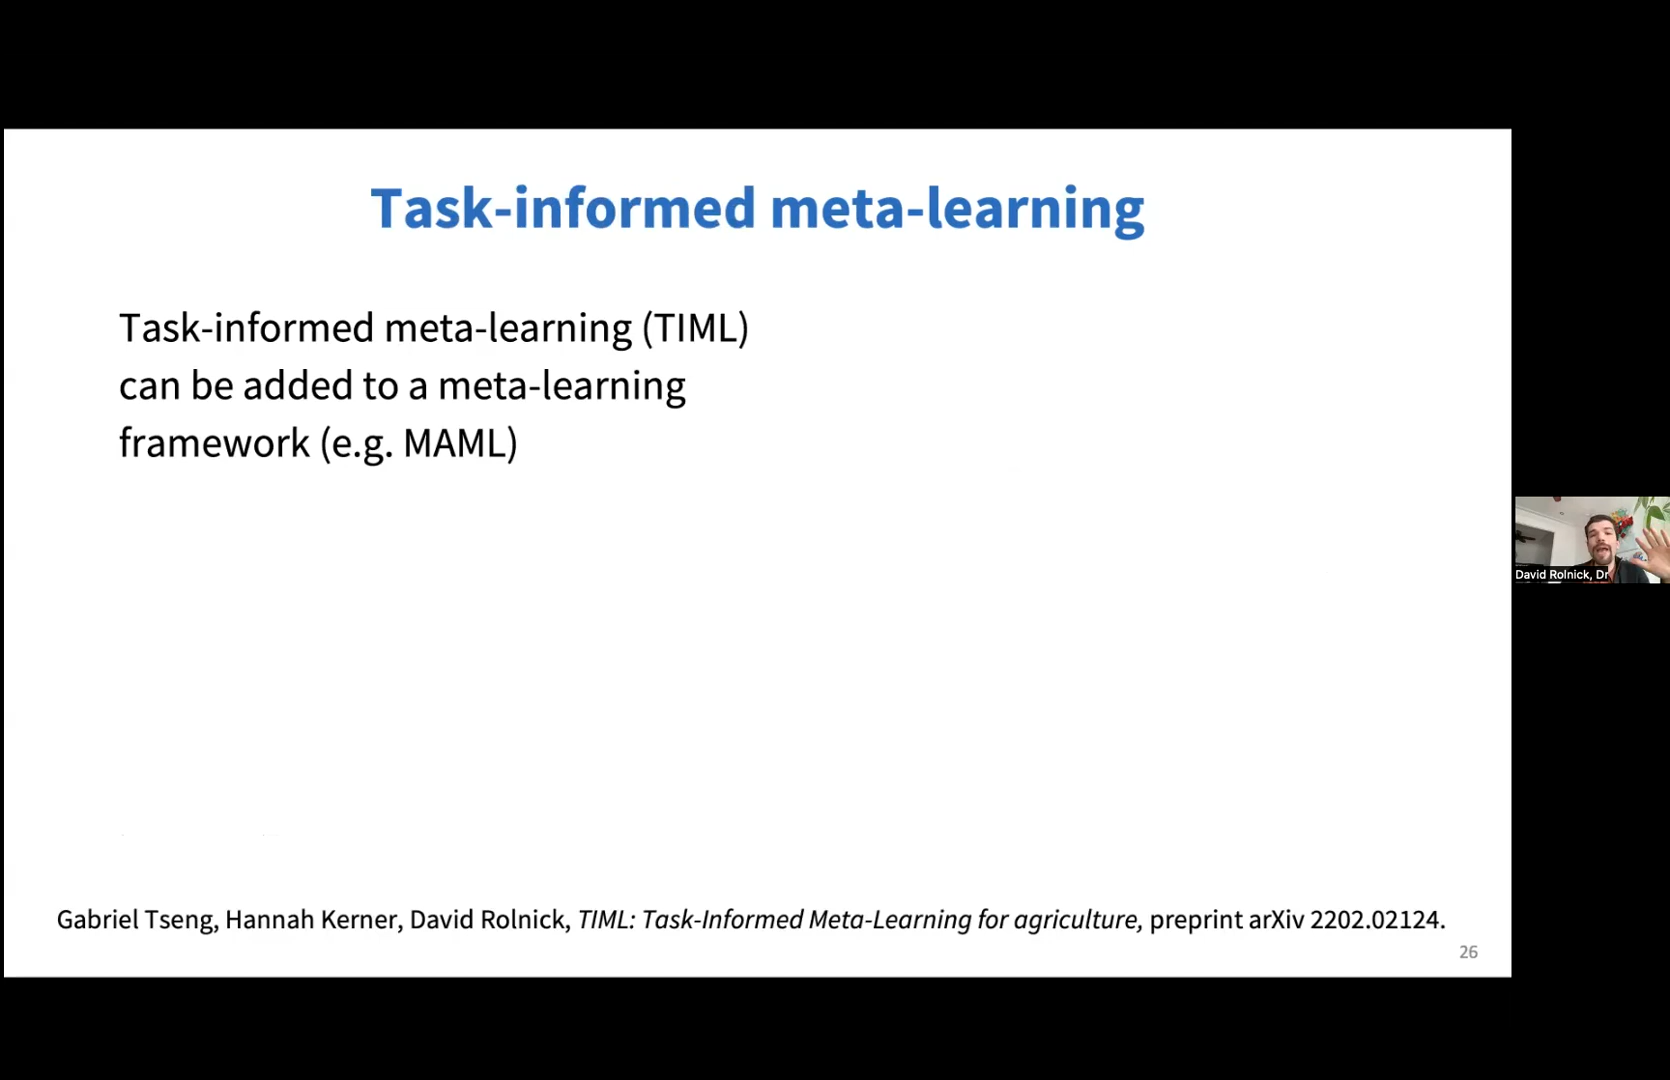 Task-informed meta-learning
Task-informed meta-learning (TIML)
can be added to a meta-learning
framework (e.g. MAML)
David Rolnick, Dr
Gabriel Tseng, Hannah Kerner, David Rolnick, TIML: Task-Informed Meta-Learning for agriculture, preprint arXiv 2202.02124.
26